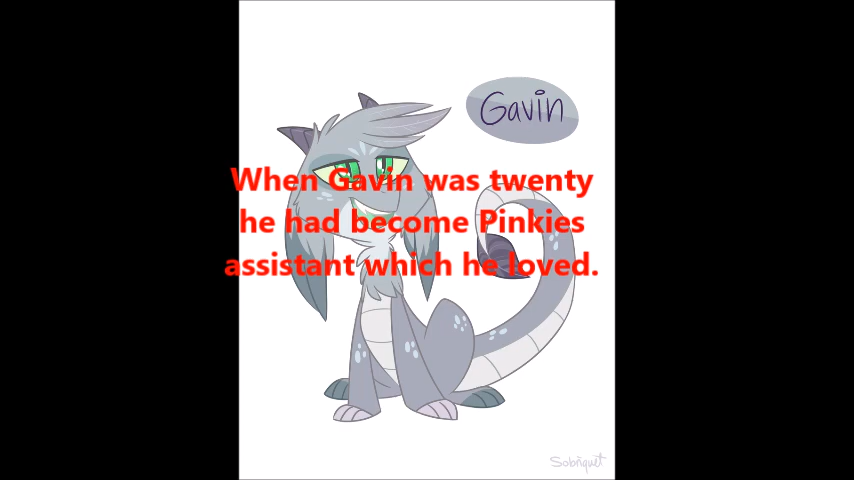 Gavin
When Gavin was twenty
he had become Pinkies
assistant which he loved.
Sobriquet